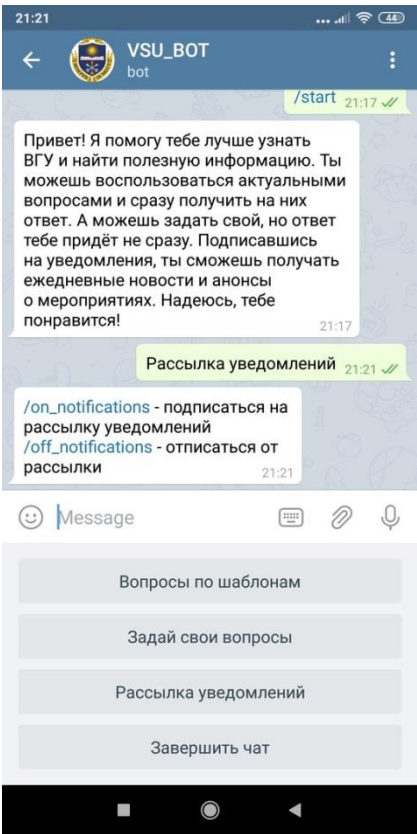 21:21
44
VSU_BOT
bot
/start 21:17
Привет! Я помогу тебе лучше узнать
ВГУ и найти полезную информацию. Ты
можешь воспользоваться актуальными
вопросами и сразу получить на них
ответ. А можешь задать свой, но ответ
тебе придёт не сразу. Подписавшись
на уведомления, ты сможешь получать
ежедневные новости и анонсы
о мероприятиях. Надеюсь, тебе
понравится!
21:17
Рассылка уведомлений 21:21
/on_notifications - подписаться на
рассылку уведомлений
/off_notifications - отписаться от
рассылки
21:21
Message
Вопросы по шаблонам
Задай свои вопросы
Рассылка уведомлений
Завершить чат